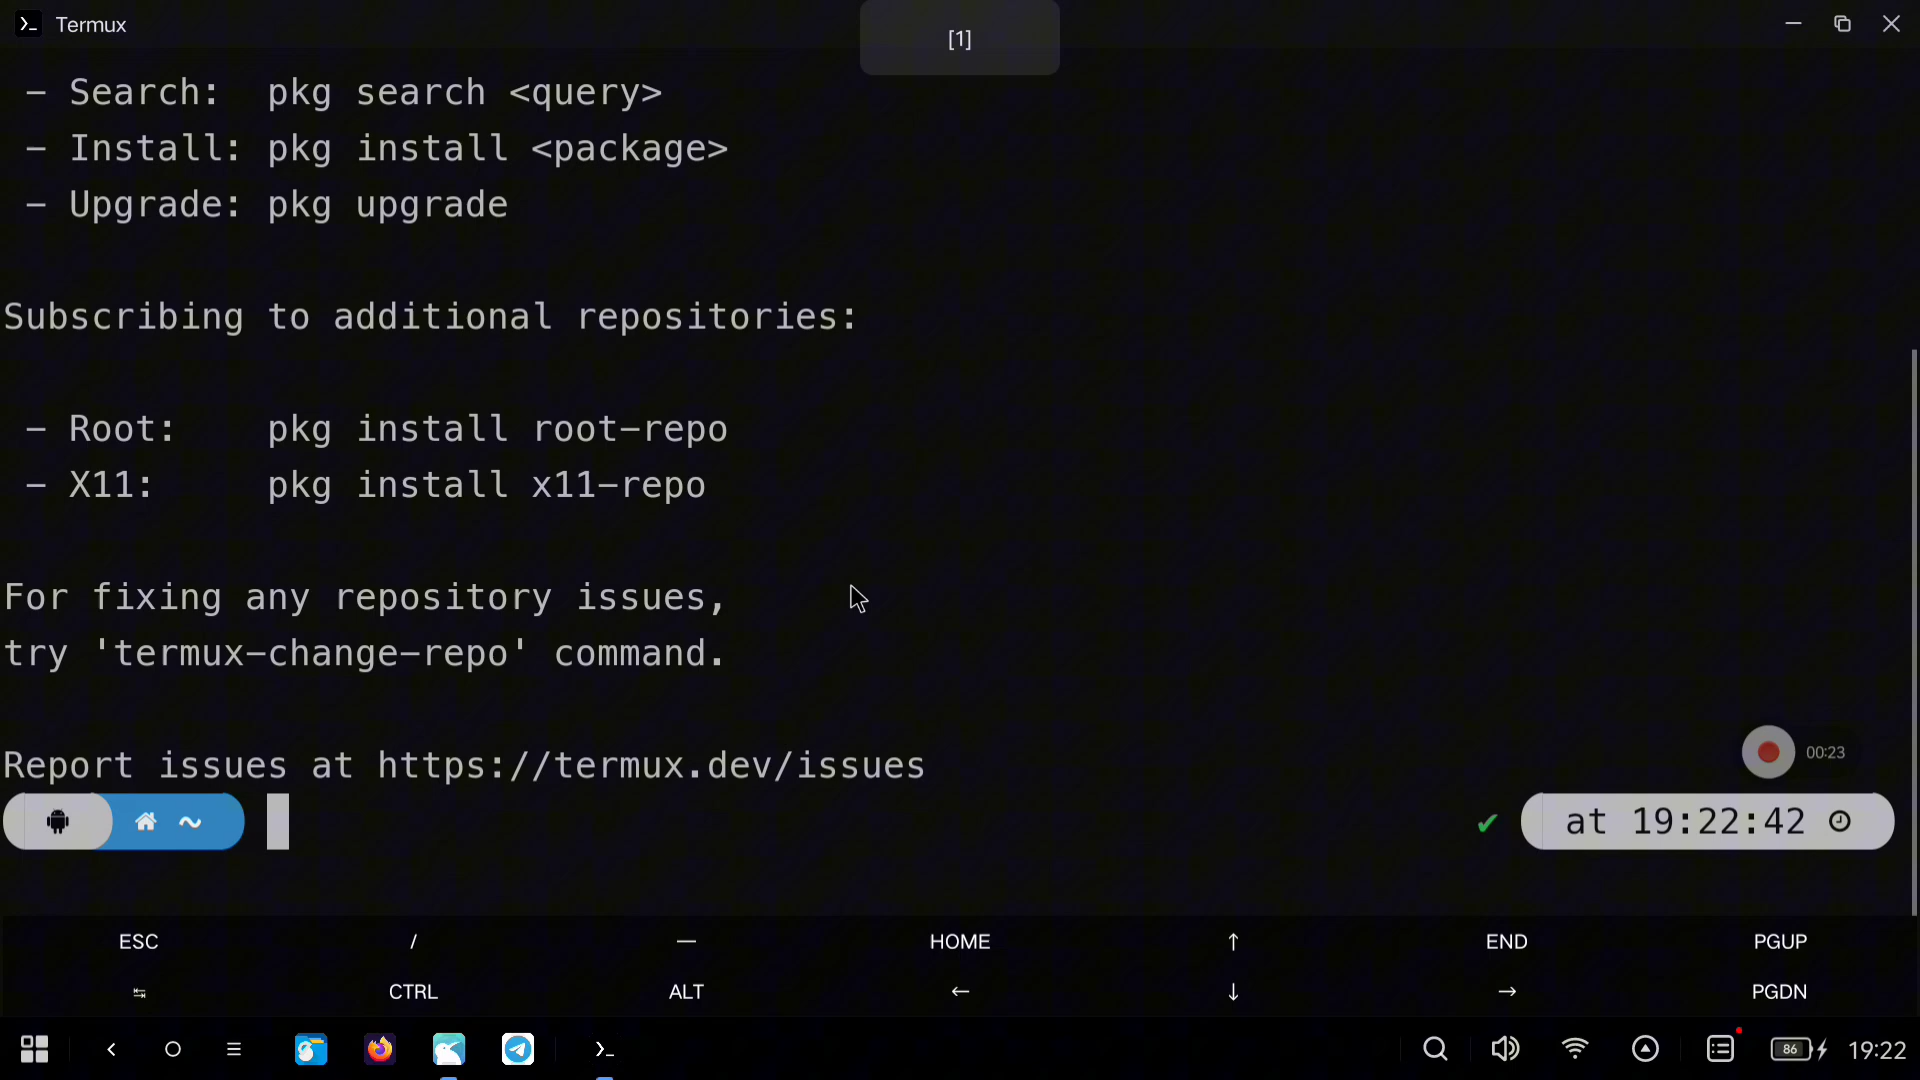 Termux
[1]
- Search:  pkg search <query>
- Install: pkg install <package>
- Upgrade: pkg upgrade
Subscribing to additional repositories:
- Root:    pkg install root-repo
- X11:     pkg install x11-repo
For fixing any repository issues,
try 'termux-change-repo' command.
Report issues at https://termux.dev/issues
00:23
~ ✔ at 19:22:42
ESC / — HOME ↑ END PGUP
↹ CTRL ALT ← ↓ → PGDN
86 19:22